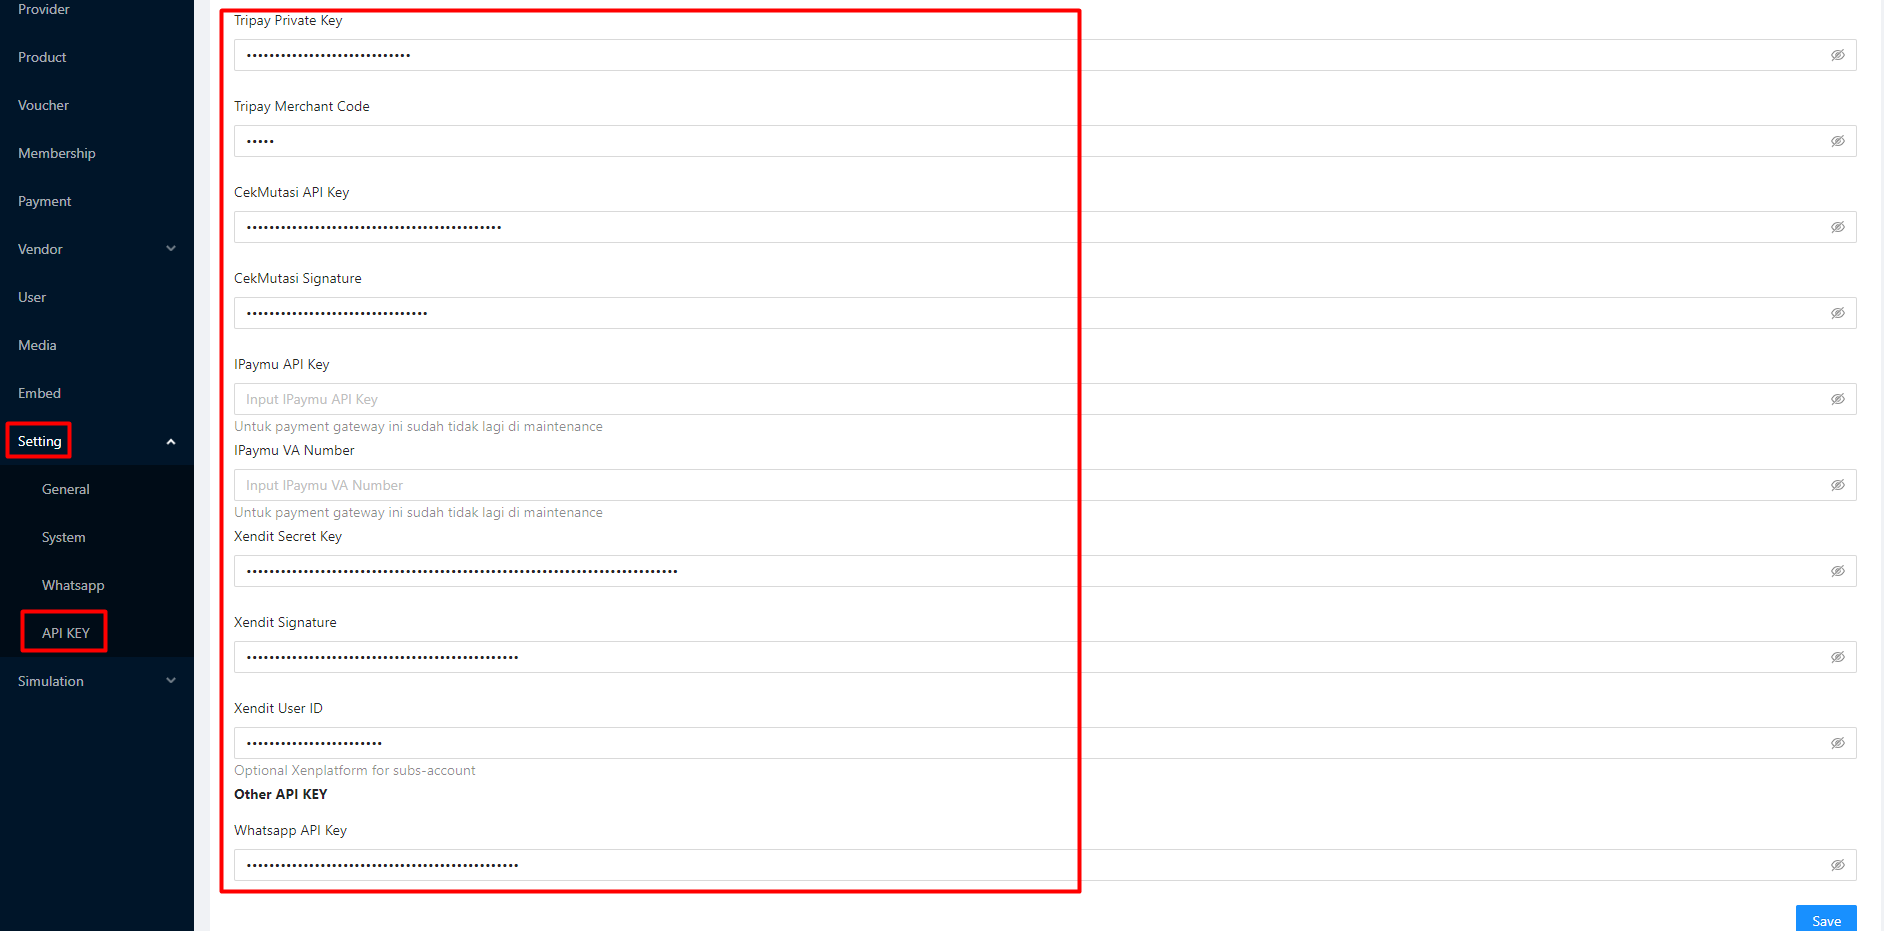 Provider
Product
Voucher
Membership
Payment
Vendor
User
Media
Embed
Setting
General
System
Whatsapp
API KEY
Simulation
Tripay Private Key
•••••••••••••••••••••••••••••
Tripay Merchant Code
•••••
CekMutasi API Key
•••••••••••••••••••••••••••••••••••••••••••••
CekMutasi Signature
••••••••••••••••••••••••••••••••
IPaymu API Key
Input IPaymu API Key
Untuk payment gateway ini sudah tidak lagi di maintenance
IPaymu VA Number
Input IPaymu VA Number
Untuk payment gateway ini sudah tidak lagi di maintenance
Xendit Secret Key
••••••••••••••••••••••••••••••••••••••••••••••••••••••••••••••••••••••••••••
Xendit Signature
••••••••••••••••••••••••••••••••••••••••••••••••
Xendit User ID
••••••••••••••••••••••••
Optional Xenplatform for subs-account
Other API KEY
Whatsapp API Key
••••••••••••••••••••••••••••••••••••••••••••••••
Save